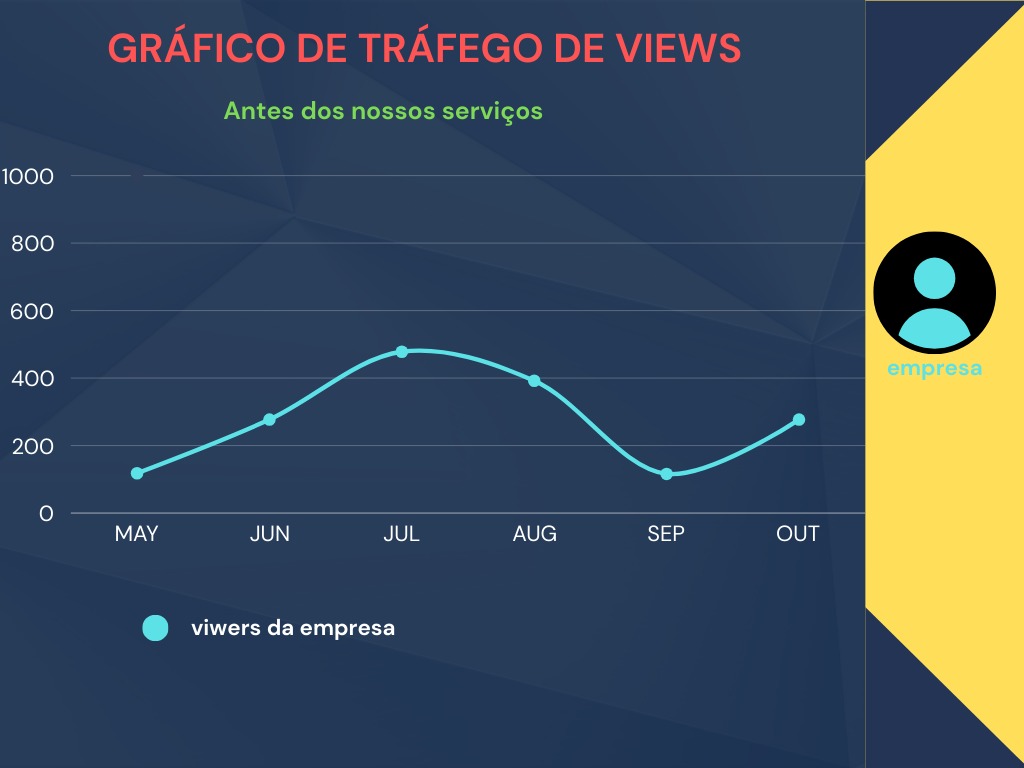 GRÁFICO DE TRÁFEGO DE VIEWS
Antes dos nossos serviços
1000
800
600
400
200
0
MAY JUN JUL AUG SEP OUT
viwers da empresa
empresa